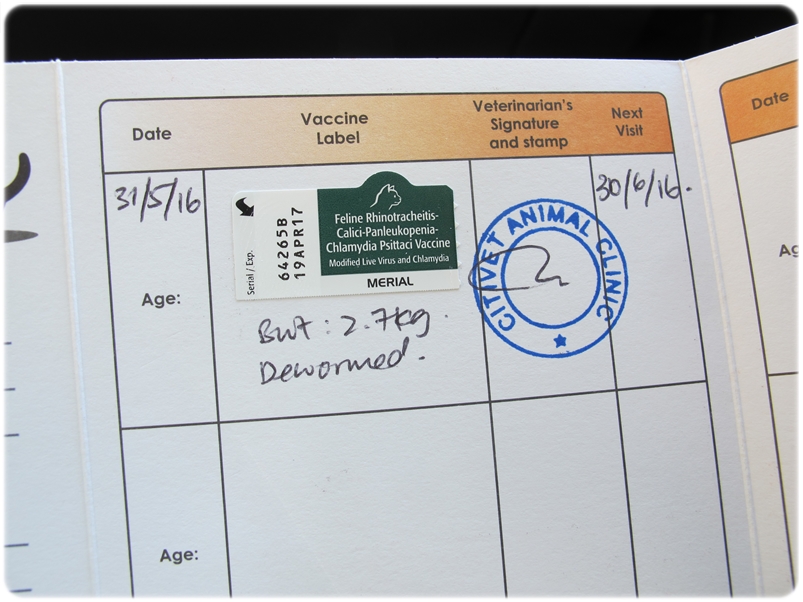 Date
Vaccine
Label
Veterinarian's
Signature
and stamp
Next
Visit
Date
31/5/16
Serial / Exp.
64265B
19APR17
Feline Rhinotracheitis-
Calici-Panleukopenia-
Chlamydia Psittaci Vaccine
Modified Live Virus and Chlamydia
MERIAL
CITIVET ANIMAL CLINIC
30/6/16.
Age:
BWT: 2.7kg.
Dewormed.
Age: